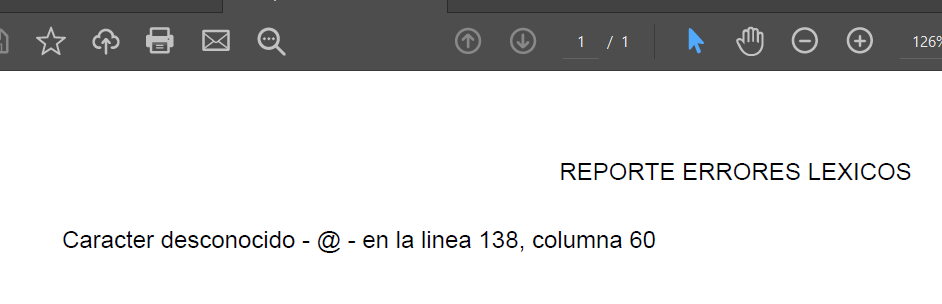 1 / 1 126%
REPORTE ERRORES LEXICOS
Caracter desconocido - @ - en la linea 138, columna 60